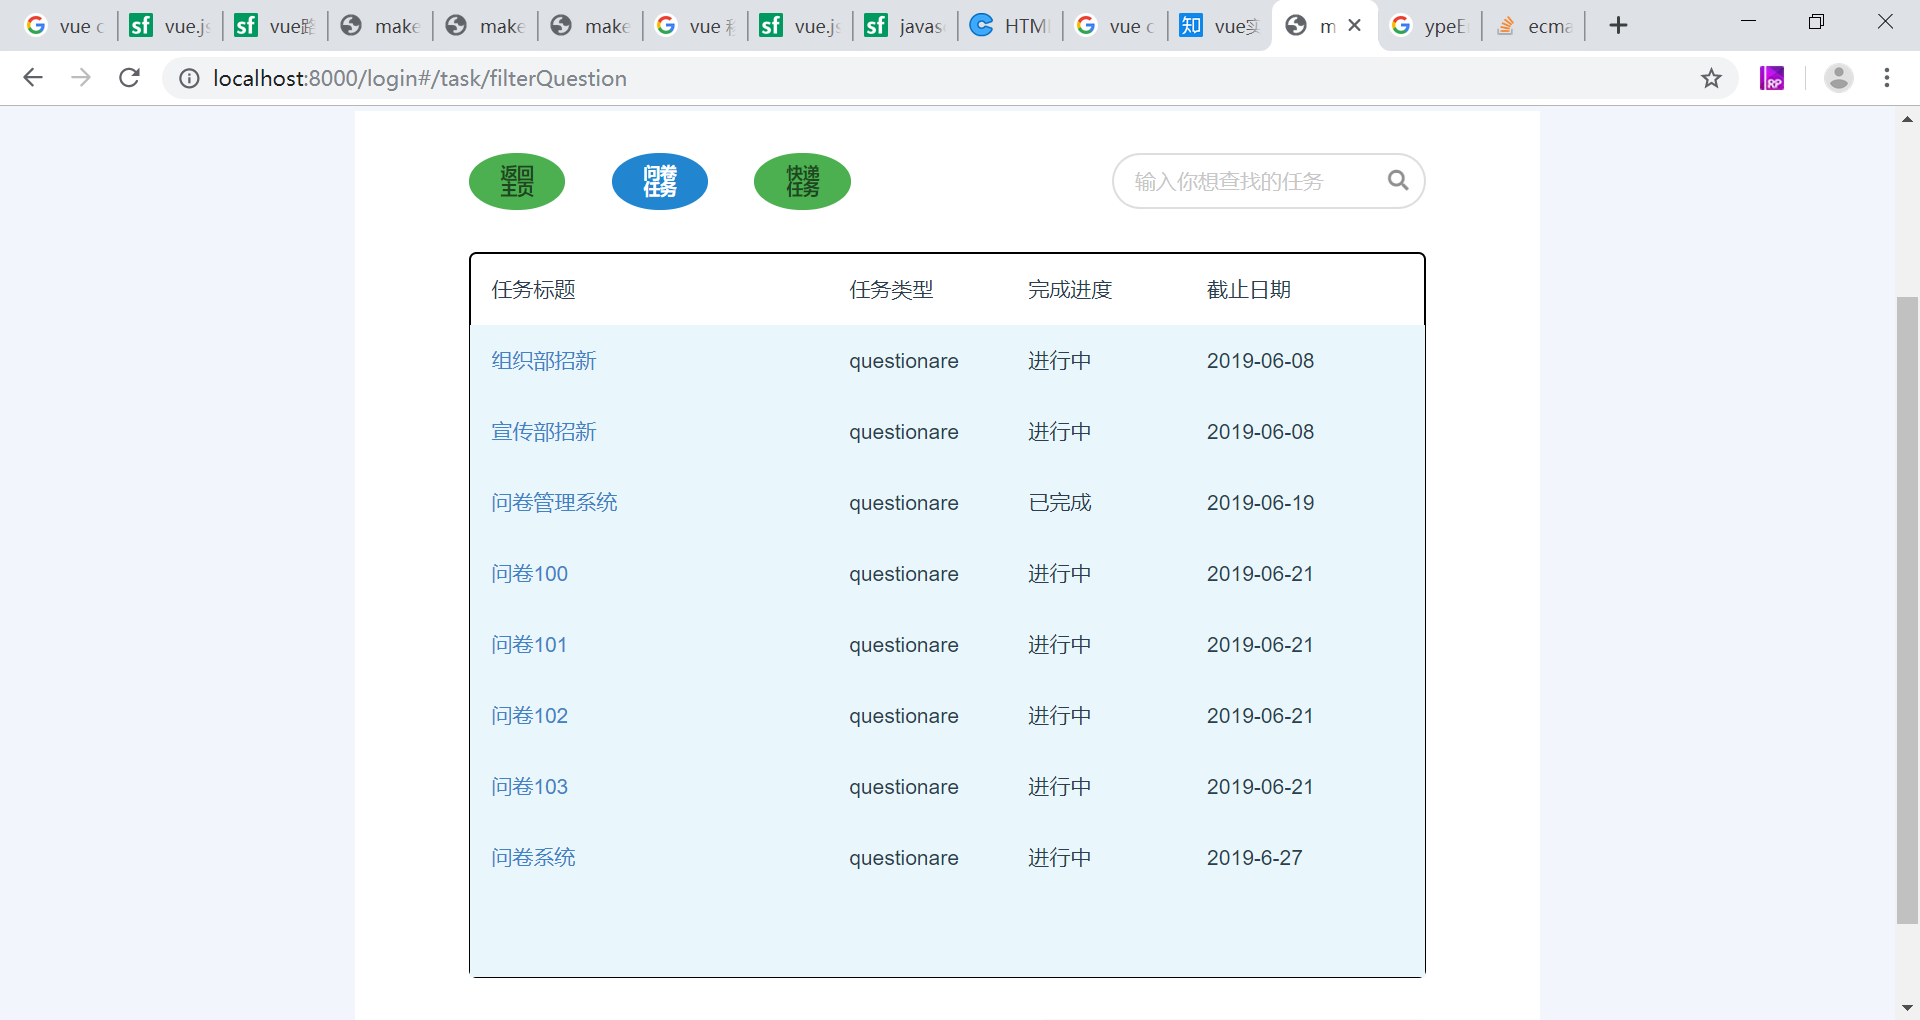 vue c
vue.js
vue路
make
make
make
vue 和
vue.js
javas
HTM
vue c
vue实
m
ypeE
ecma
localhost:8000/login#/task/filterQuestion
返回
主页
问卷
任务
快递
任务
输入你想查找的任务
任务标题 任务类型 完成进度 截止日期
组织部招新 questionare 进行中 2019-06-08
宣传部招新 questionare 进行中 2019-06-08
问卷管理系统 questionare 已完成 2019-06-19
问卷100 questionare 进行中 2019-06-21
问卷101 questionare 进行中 2019-06-21
问卷102 questionare 进行中 2019-06-21
问卷103 questionare 进行中 2019-06-21
问卷系统 questionare 进行中 2019-6-27